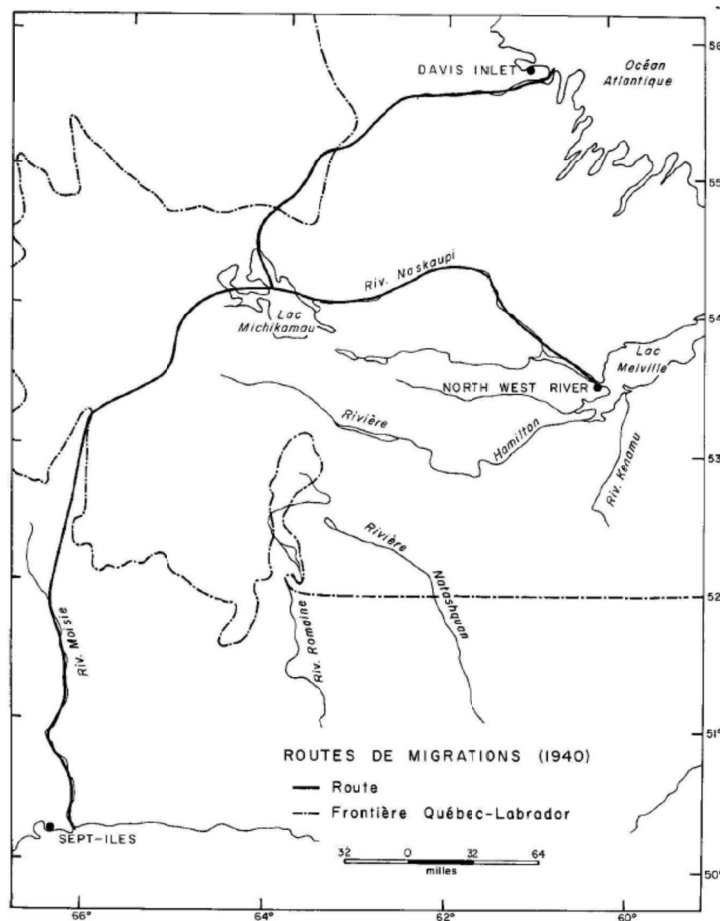 56
DAVIS INLET
Océan
Atlantique
55
Riv. Naskaupi
54
Lac
Michikamau
Lac
Melville
NORTH WEST RIVER
Rivière
Hamilton
Riv. Kenamu
53
Rivière
Natashquan
52
Riv. Moisie
Riv. Romaine
51°
ROUTES DE MIGRATIONS (1940)
Route
Frontière Québec-Labrador
SEPT-ILES
32 0 32 64
milles
50°
66° 64° 62° 60°